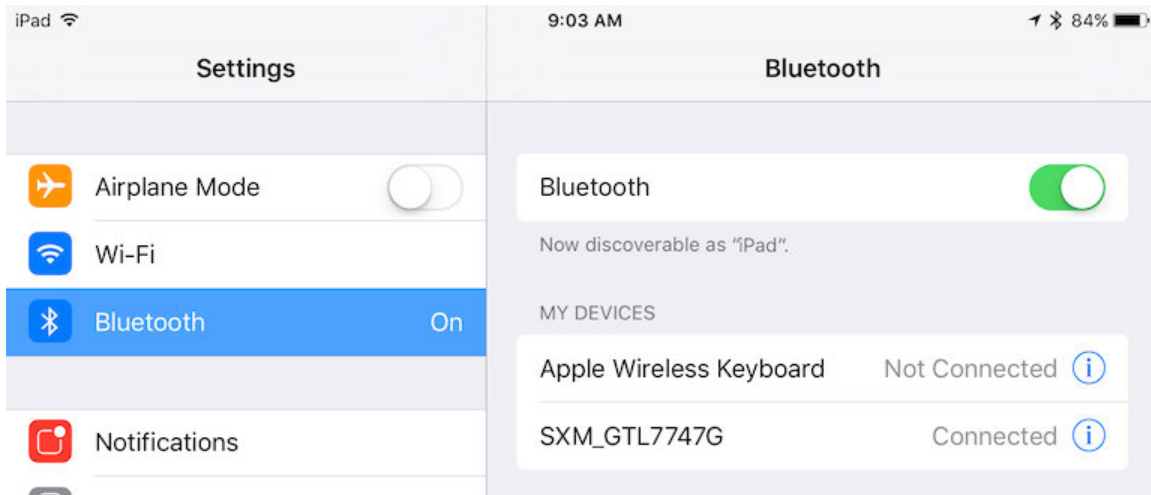 iPad 9:03 AM 84%
Settings
Bluetooth
Airplane Mode
Wi-Fi
Bluetooth On
Notifications
Bluetooth
Now discoverable as “iPad”.
MY DEVICES
Apple Wireless Keyboard Not Connected i
SXM_GTL7747G Connected i